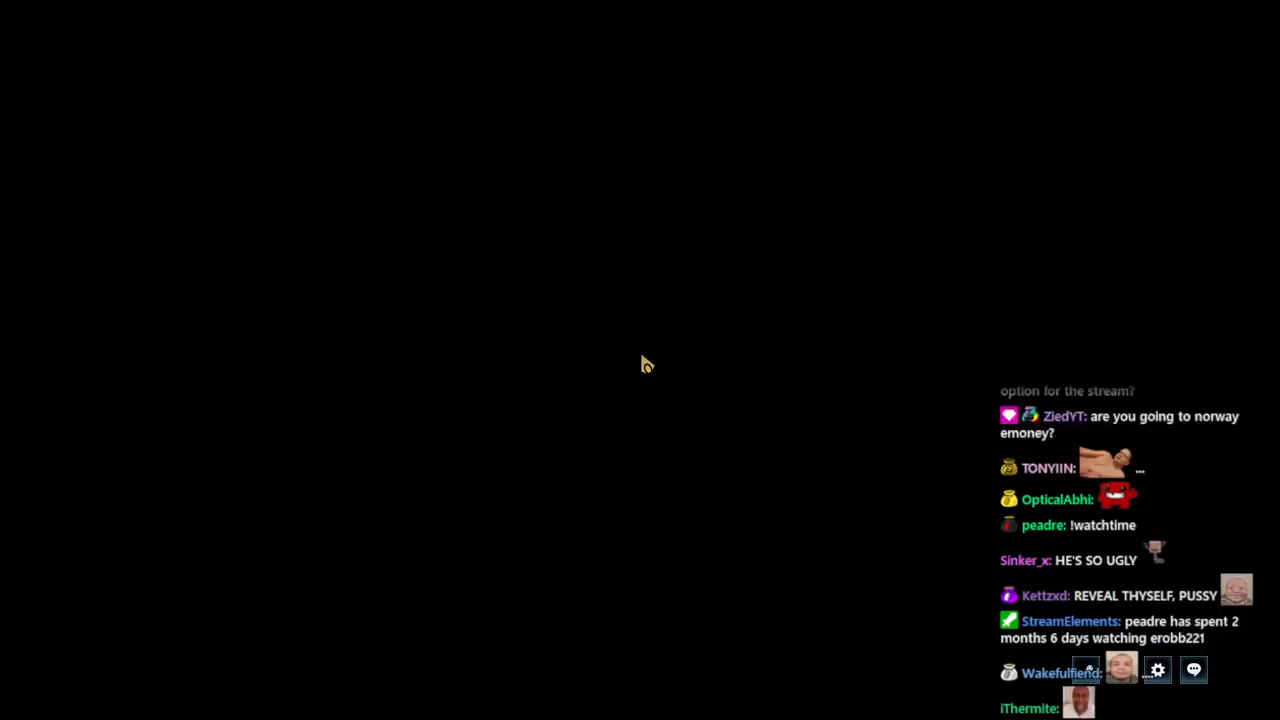 option for the stream?
ZiedYT: are you going to norway
emoney?
TONYIIN: ...
OpticalAbhi:
peadre: !watchtime
Sinker_x: HE'S SO UGLY
Kettzxd: REVEAL THYSELF, PUSSY
StreamElements: peadre has spent 2
months 6 days watching erobb221
Wakefulfiend: ...
iThermite: